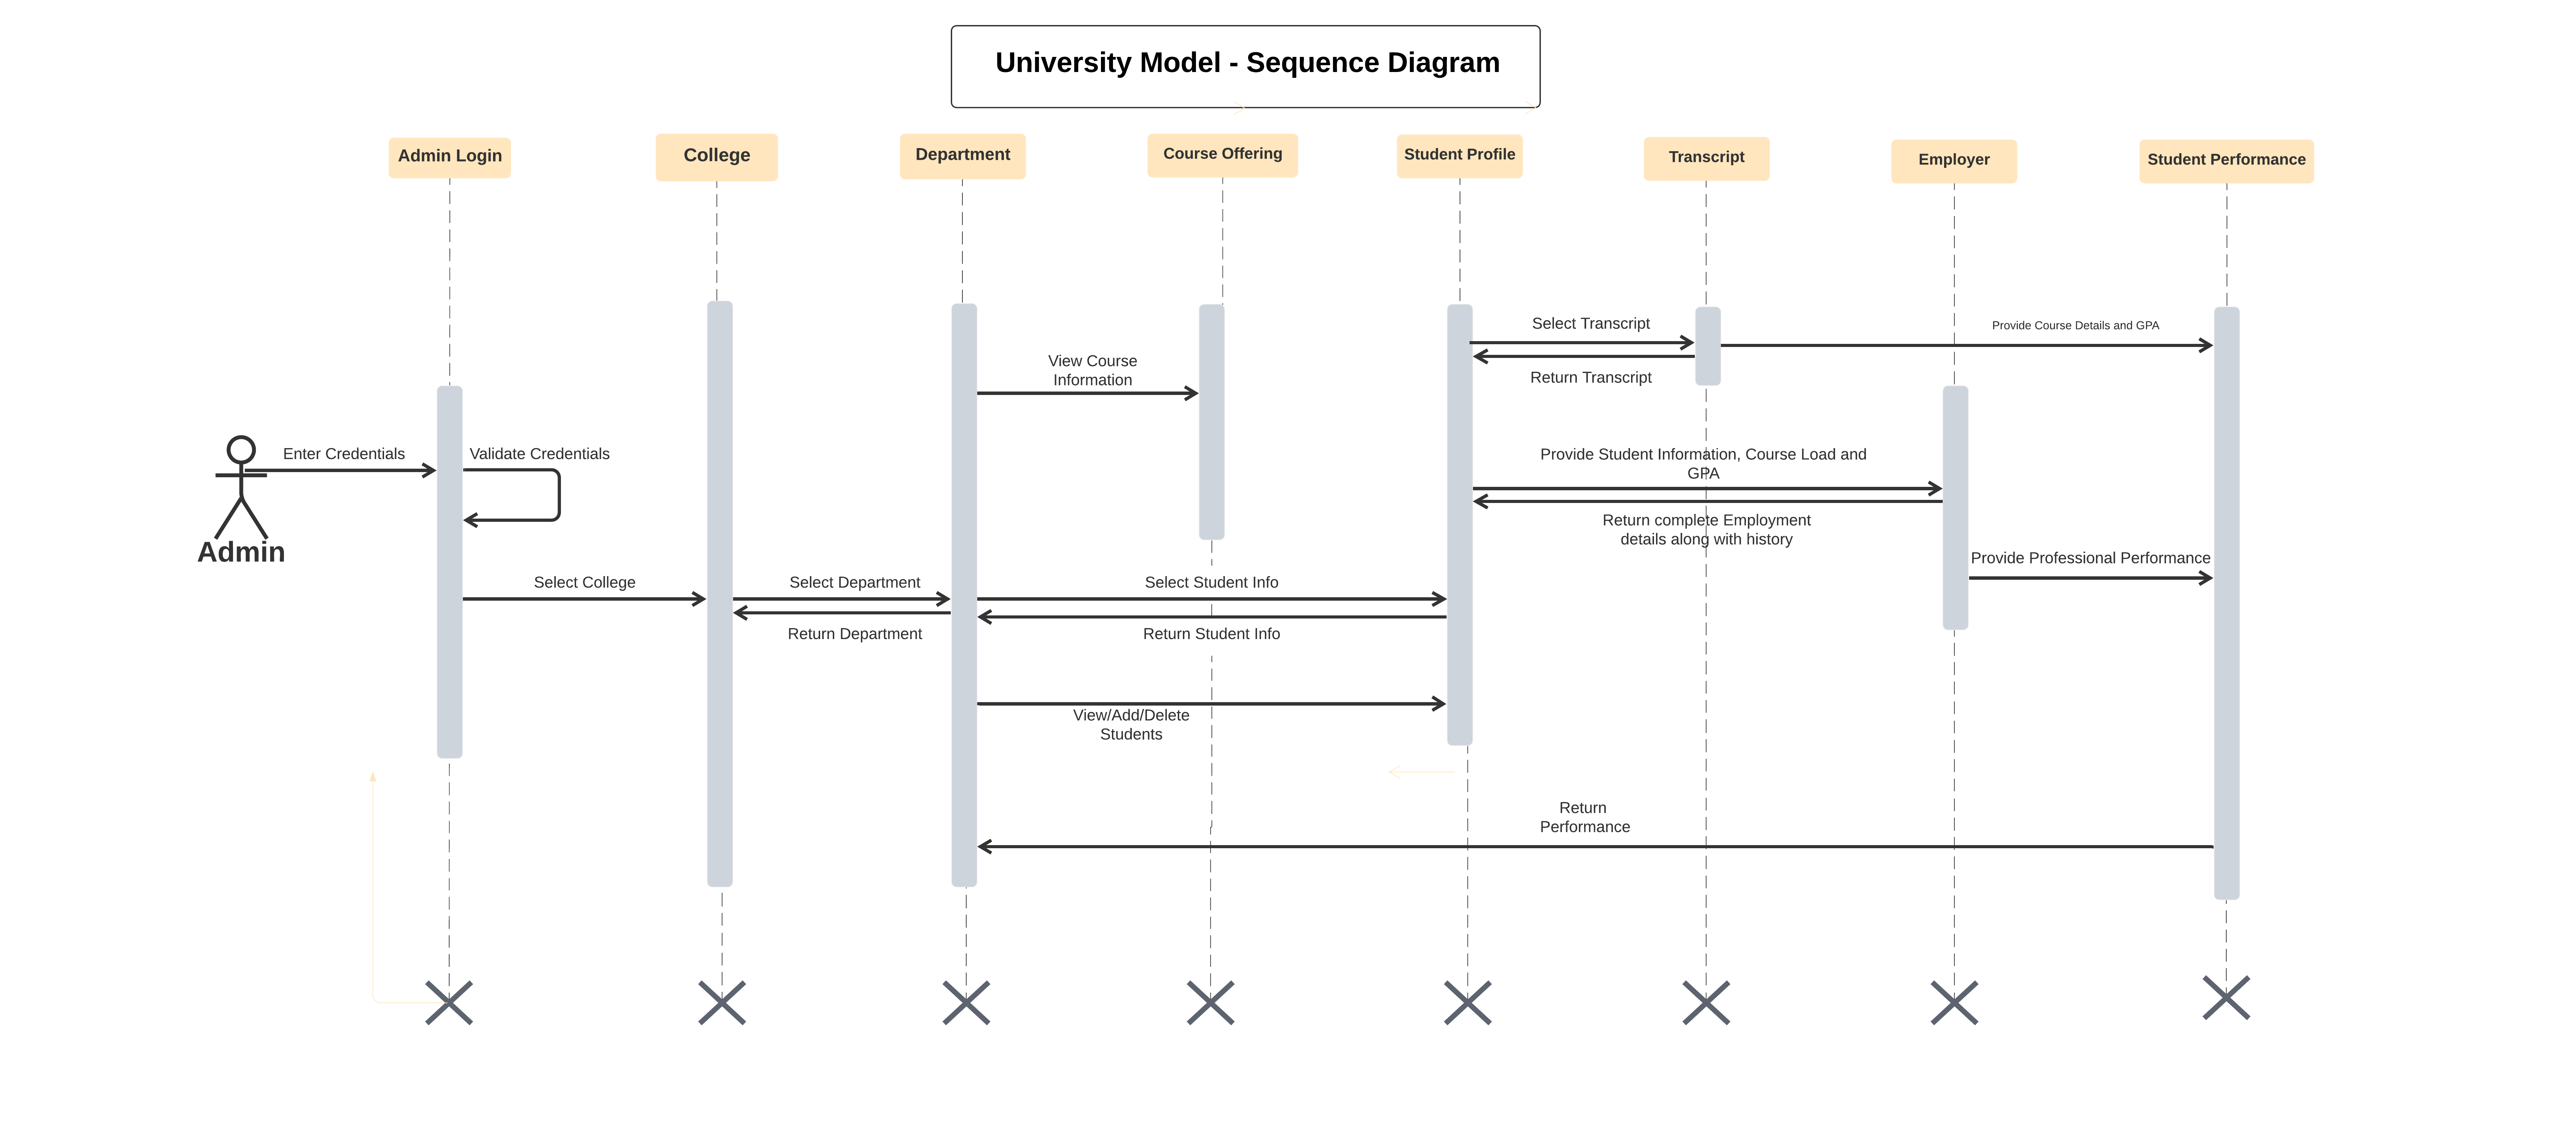 University Model - Sequence Diagram
Admin Login
College
Department
Course Offering
Student Profile
Transcript
Employer
Student Performance
Select Transcript
Provide Course Details and GPA
View Course
Information
Return Transcript
Enter Credentials
Validate Credentials
Provide Student Information, Course Load and
GPA
Return complete Employment
details along with history
Admin
Provide Professional Performance
Select College
Select Department
Select Student Info
Return Department
Return Student Info
View/Add/Delete
Students
Return
Performance